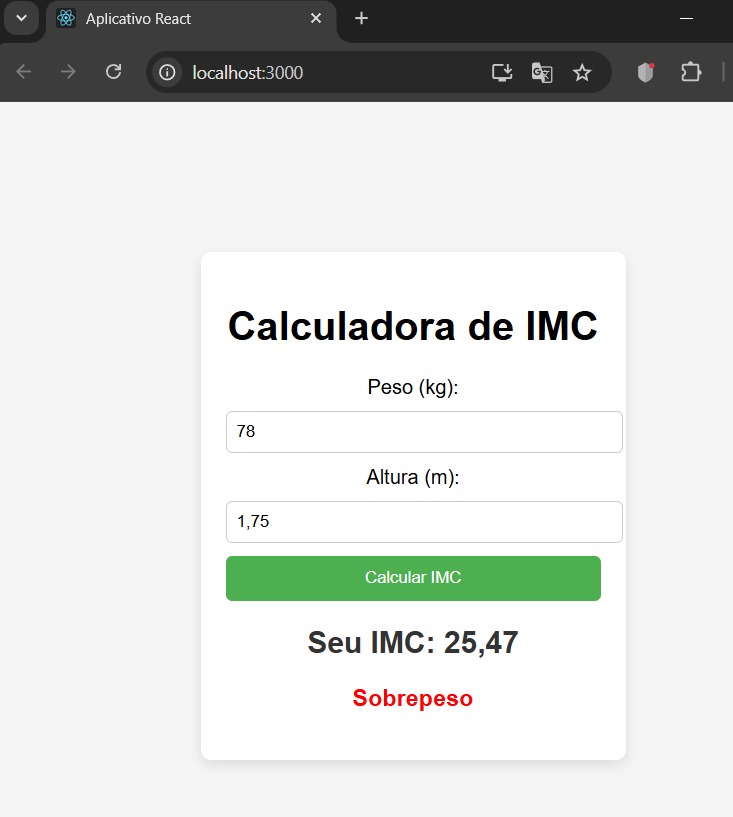 Aplicativo React
localhost:3000
Calculadora de IMC
Peso (kg):
78
Altura (m):
1,75
Calcular IMC
Seu IMC: 25,47
Sobrepeso